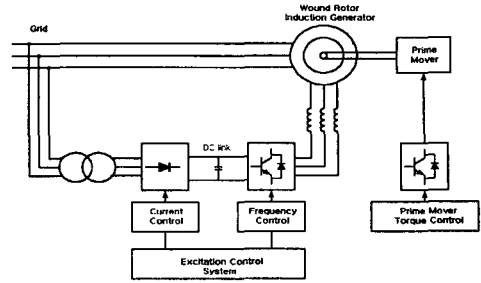 Wound Rotor
Induction Generator
Grid
Prime
Mover
DC link
Current
Control
Frequency
Control
Prime Mover
Torque Control
Excitation Control
System